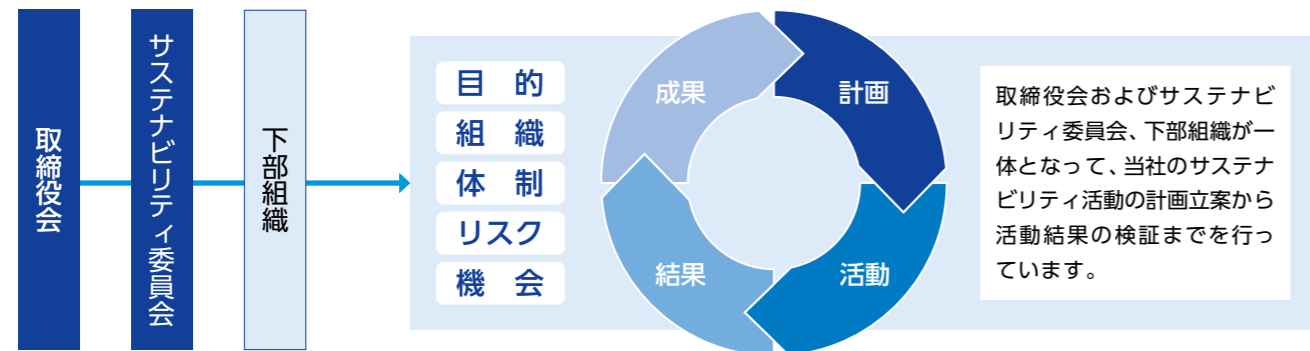 取締役会
サステナビリティ委員会
下部組織
目的
組織
体制
リスク
機会
成果
計画
結果
活動
取締役会およびサステナビ
リティ委員会、下部組織が一
体となって、当社のサステナ
ビリティ活動の計画立案から
活動結果の検証までを行っ
ています。